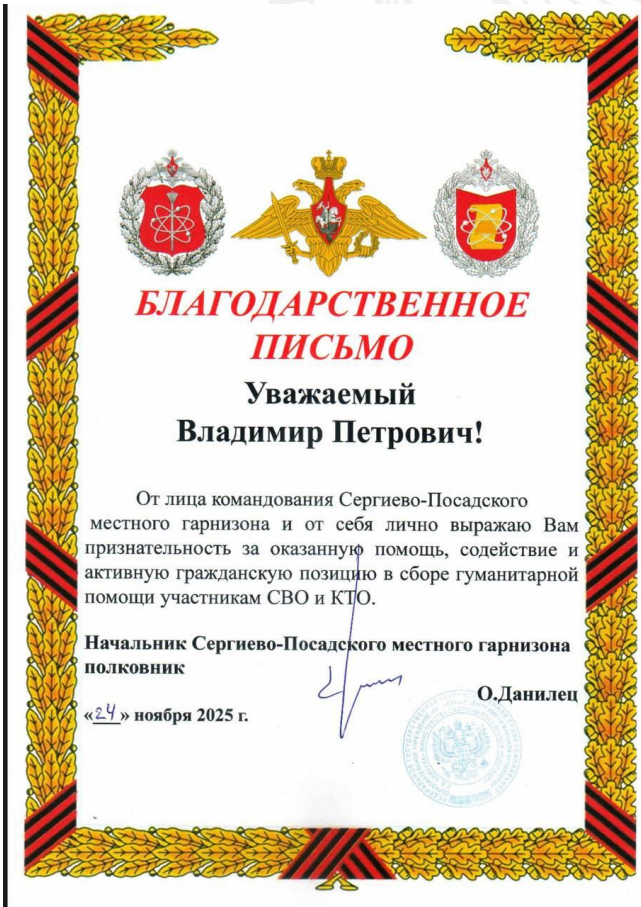 БЛАГОДАРСТВЕННОЕ
ПИСЬМО
Уважаемый
Владимир Петрович!
От лица командования Сергиево-Посадского
местного гарнизона и от себя лично выражаю Вам
признательность за оказанную помощь, содействие и
активную гражданскую позицию в сборе гуманитарной
помощи участникам СВО и КТО.
Начальник Сергиево-Посадского местного гарнизона
полковник
О.Данилец
«24» ноября 2025 г.